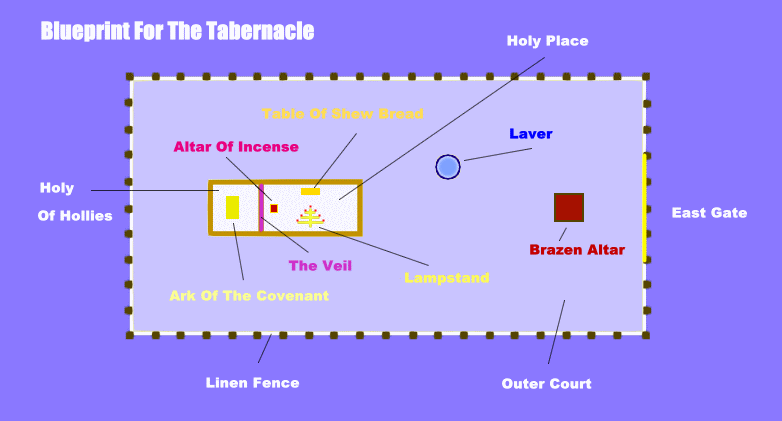 Blueprint For The Tabernacle
Holy Place
Table Of Shew Bread
Laver
Altar Of Incense
Holy
Of Hollies
East Gate
Brazen Altar
The Veil
Lampstand
Ark Of The Covenant
Linen Fence
Outer Court